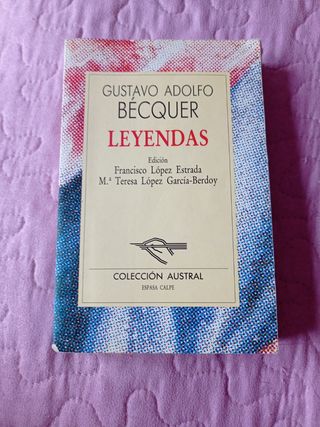 GUSTAVO ADOLFO
BÉCQUER
LEYENDAS
Edición
Francisco López Estrada
M.ª Teresa López García-Berdoy
COLECCIÓN AUSTRAL
ESPASA CALPE